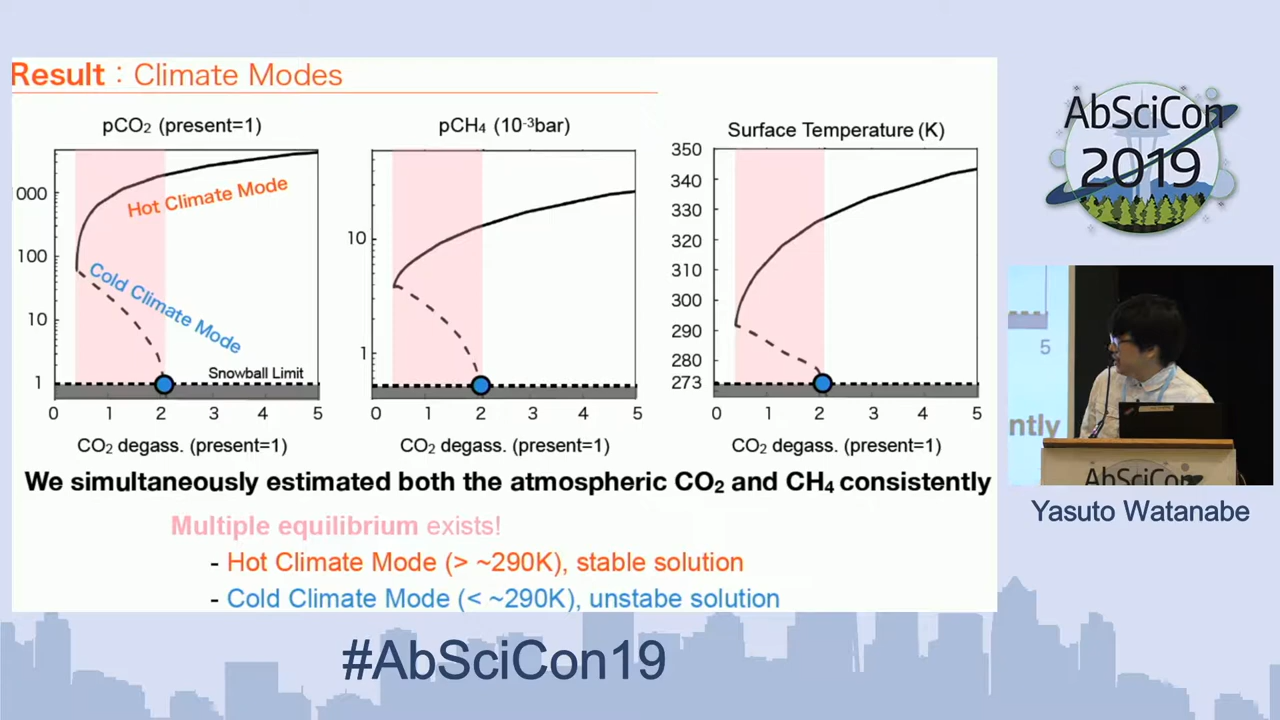 Result : Climate Modes
pCO₂ (present=1)
000
100
10
1
Hot Climate Mode
Cold Climate Mode
Snowball Limit
0 1 2 3 4 5
CO₂ degass. (present=1)
pCH₄ (10⁻³bar)
10
1
0 1 2 3 4 5
CO₂ degass. (present=1)
Surface Temperature (K)
350
340
330
320
310
300
290
280
273
0 1 2 3 4 5
CO₂ degass. (present=1)
We simultaneously estimated both the atmospheric CO₂ and CH₄ consistently
Multiple equilibrium exists!
- Hot Climate Mode (> ~290K), stable solution
- Cold Climate Mode (< ~290K), unstabe solution
AbSciCon
2019
5
ntly
AbSciCon
Yasuto Watanabe
#AbSciCon19